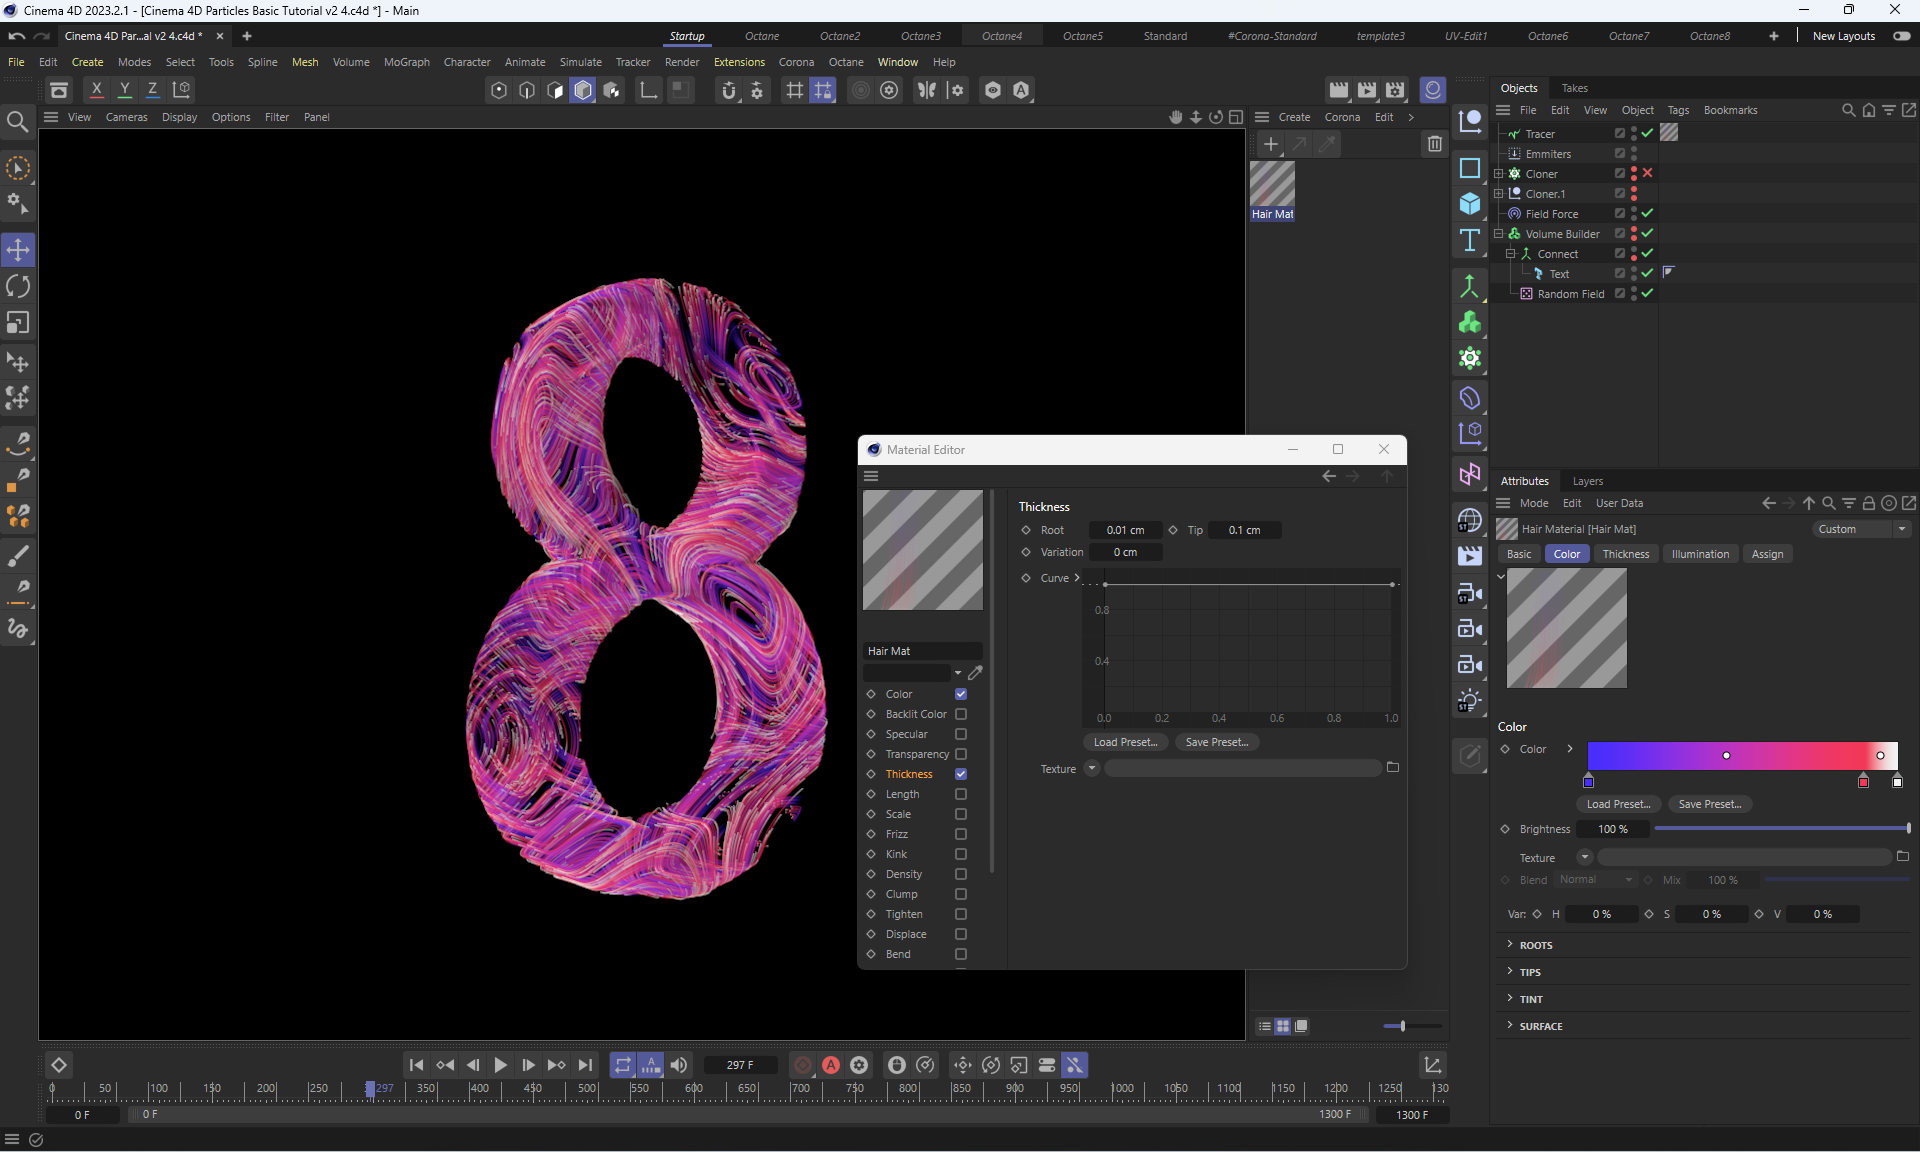 Cinema 4D 2023.2.1 - [Cinema 4D Particles Basic Tutorial v2 4.c4d *] - Main
Cinema 4D Par...al v2 4.c4d *
Startup Octane Octane2 Octane3 Octane4 Octane5 Standard #Corona-Standard template3 UV-Edit1 Octane6 Octane7 Octane8 New Layouts
File Edit Create Modes Select Tools Spline Mesh Volume MoGraph Character Animate Simulate Tracker Render Extensions Corona Octane Window Help
X Y Z
View Cameras Display Options Filter Panel
Create Corona Edit
Hair Mat
Objects Takes
File Edit View Object Tags Bookmarks
Tracer
Emmiters
Cloner
Cloner.1
Field Force
Volume Builder
Connect
Text
Random Field
Material Editor
Thickness
Root 0.01 cm Tip 0.1 cm
Variation 0 cm
Curve
0.8
0.4
0.0 0.2 0.4 0.6 0.8 1.0
Load Preset... Save Preset...
Texture
Hair Mat
Color
Backlit Color
Specular
Transparency
Thickness
Length
Scale
Frizz
Kink
Density
Clump
Tighten
Displace
Bend
Attributes Layers
Mode Edit User Data
Hair Material [Hair Mat] Custom
Basic Color Thickness Illumination Assign
Color
Color
Load Preset... Save Preset...
Brightness 100 %
Texture
Blend Normal Mix 100 %
Var: H 0 % S 0 % V 0 %
ROOTS
TIPS
TINT
SURFACE
297 F
0 50 100 150 200 250 297 350 400 450 500 550 600 650 700 750 800 850 900 950 1000 1050 1100 1150 1200 1250 130
0 F 0 F 1300 F 1300 F